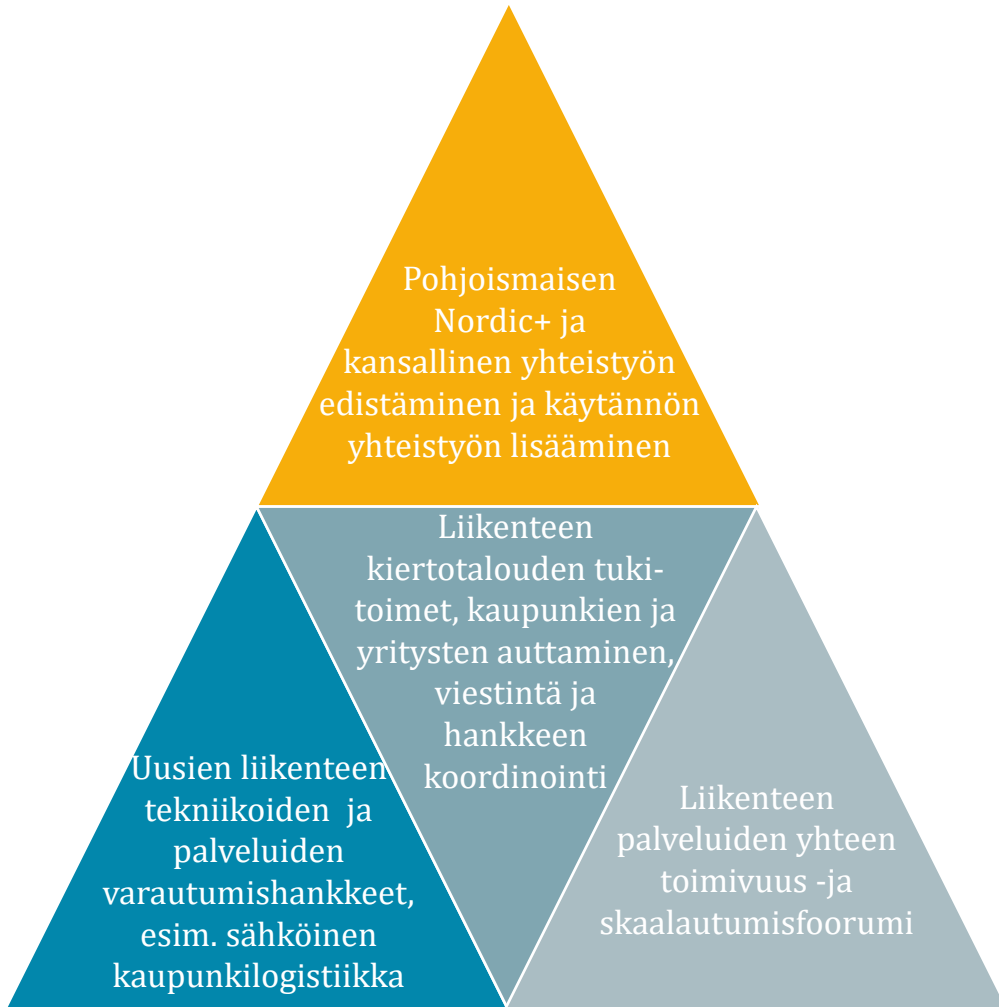 Pohjoismaisen
Nordic+ ja
kansallinen yhteistyön
edistäminen ja käytännön
yhteistyön lisääminen
Liikenteen
kiertotalouden tuki-
toimet, kaupunkien ja
yritysten auttaminen,
viestintä ja
hankkeen
koordinointi
Uusien liikenteen
tekniikoiden ja
palveluiden
varautumishankkeet,
esim. sähköinen
kaupunkilogistiikka
Liikenteen
palveluiden yhteen
toimivuus -ja
skaalautumisfoorumi